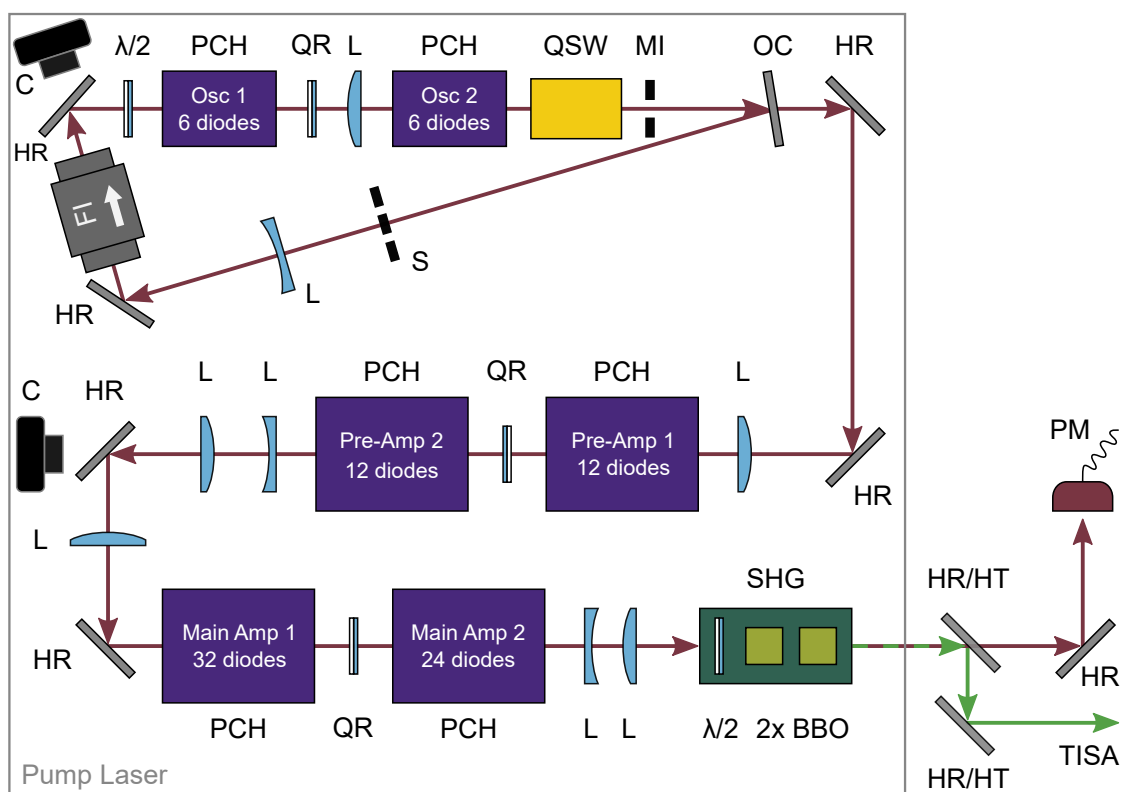 λ/2 PCH QR L PCH QSW MI OC HR
C
Osc 1
6 diodes
Osc 2
6 diodes
HR
FI
S
L
HR
C HR L L PCH QR PCH L
Pre-Amp 2
12 diodes
Pre-Amp 1
12 diodes
HR
PM
L
SHG HR/HT
Main Amp 1
32 diodes
Main Amp 2
24 diodes
HR
HR
PCH QR PCH L L λ/2 2x BBO
TISA
HR/HT
Pump Laser